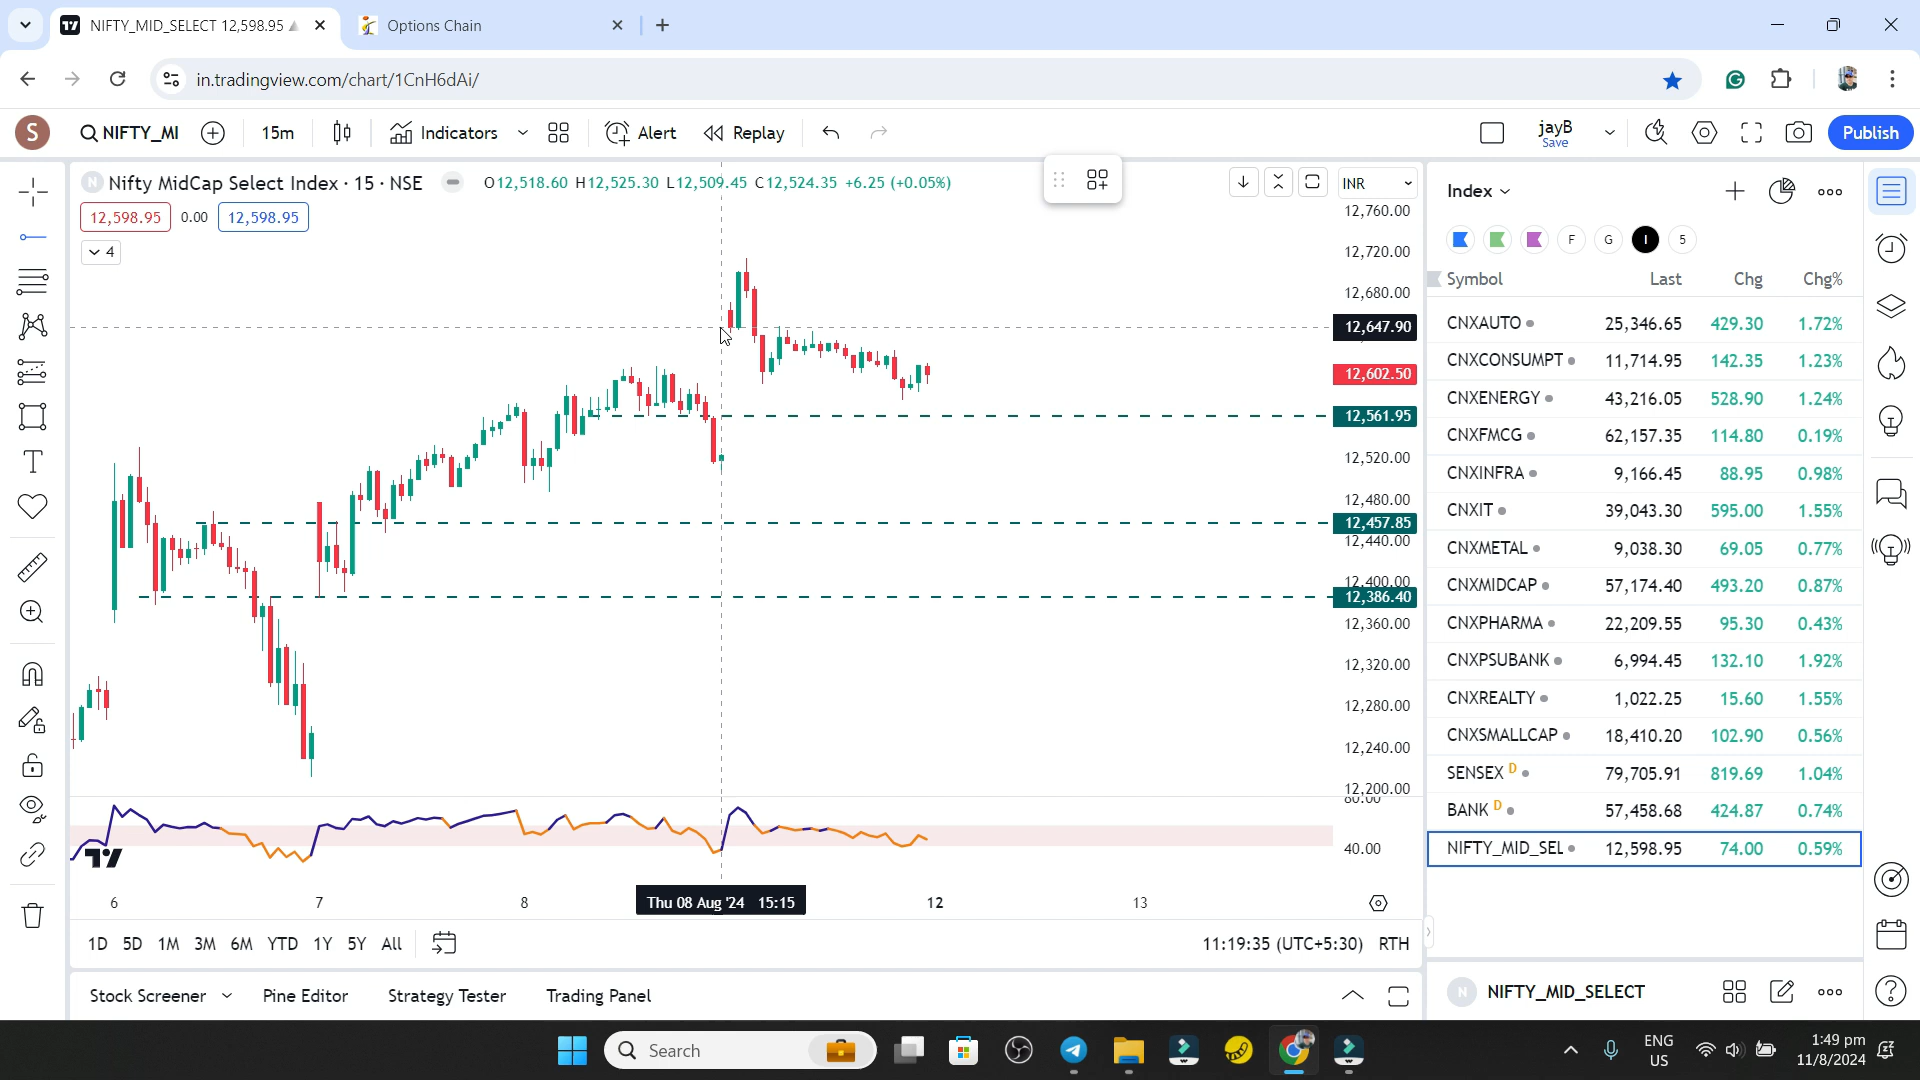 NIFTY_MID_SELECT 12,598.95
Options Chain
in.tradingview.com/chart/1CnH6dAi/
S
NIFTY_MI
15m
Indicators
Alert
Replay
jayB
Save
Publish
N Nifty MidCap Select Index · 15 · NSE
O12,518.60 H12,525.30 L12,509.45 C12,524.35 +6.25 (+0.05%)
12,598.95 0.00 12,598.95
4
INR
12,760.00
12,720.00
12,680.00
12,647.90
12,602.50
12,561.95
12,520.00
12,480.00
12,457.85
12,440.00
12,400.00
12,386.40
12,360.00
12,320.00
12,280.00
12,240.00
12,200.00
80.00
40.00
6
7
8
Thu 08 Aug '24 15:15
12
13
1D 5D 1M 3M 6M YTD 1Y 5Y All
11:19:35 (UTC+5:30) RTH
Stock Screener
Pine Editor
Strategy Tester
Trading Panel
Index
F
G
I
5
Symbol Last Chg Chg%
CNXAUTO 25,346.65 429.30 1.72%
CNXCONSUMPT 11,714.95 142.35 1.23%
CNXENERGY 43,216.05 528.90 1.24%
CNXFMCG 62,157.35 114.80 0.19%
CNXINFRA 9,166.45 88.95 0.98%
CNXIT 39,043.30 595.00 1.55%
CNXMETAL 9,038.30 69.05 0.77%
CNXMIDCAP 57,174.40 493.20 0.87%
CNXPHARMA 22,209.55 95.30 0.43%
CNXPSUBANK 6,994.45 132.10 1.92%
CNXREALTY 1,022.25 15.60 1.55%
CNXSMALLCAP 18,410.20 102.90 0.56%
SENSEX D 79,705.91 819.69 1.04%
BANK D 57,458.68 424.87 0.74%
NIFTY_MID_SEL 12,598.95 74.00 0.59%
N NIFTY_MID_SELECT
Search
ENG
US
1:49 pm
11/8/2024